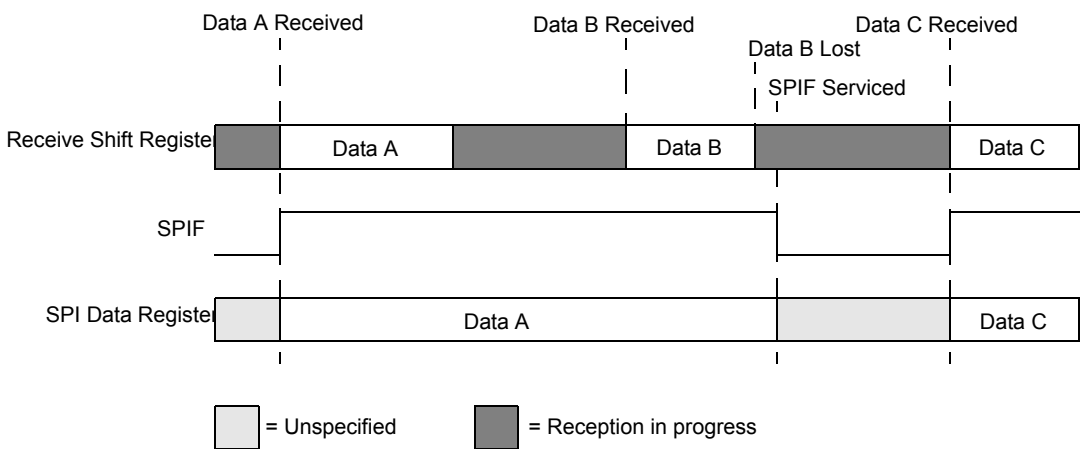 Data A Received
Data B Received
Data C Received
Data B Lost
SPIF Serviced
Receive Shift Register
Data A
Data B
Data C
SPIF
SPI Data Register
Data A
Data C
= Unspecified
= Reception in progress